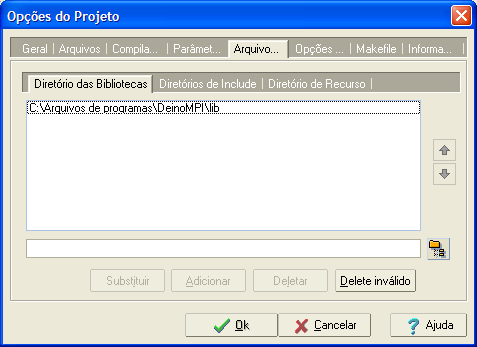 Opções do Projeto
Geral Arquivos Compila... Parâmet... Arquivo... Opções ... Makefile Informa...
Diretório das Bibliotecas Diretórios de Include Diretório de Recurso
C:\Arquivos de programas\DeinoMPI\lib
Substituir Adicionar Deletar Delete inválido
Ok Cancelar Ajuda